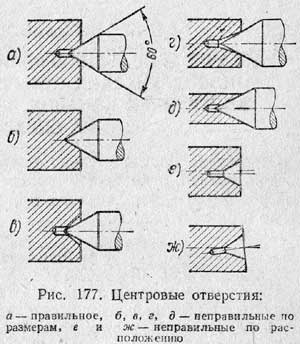 а)
60°
б)
в)
г)
д)
е)
ж)
Рис. 177. Центровые отверстия:
а — правильное, б, в, г, д — неправильные по
размерам, е и ж — неправильные по рас-
положению